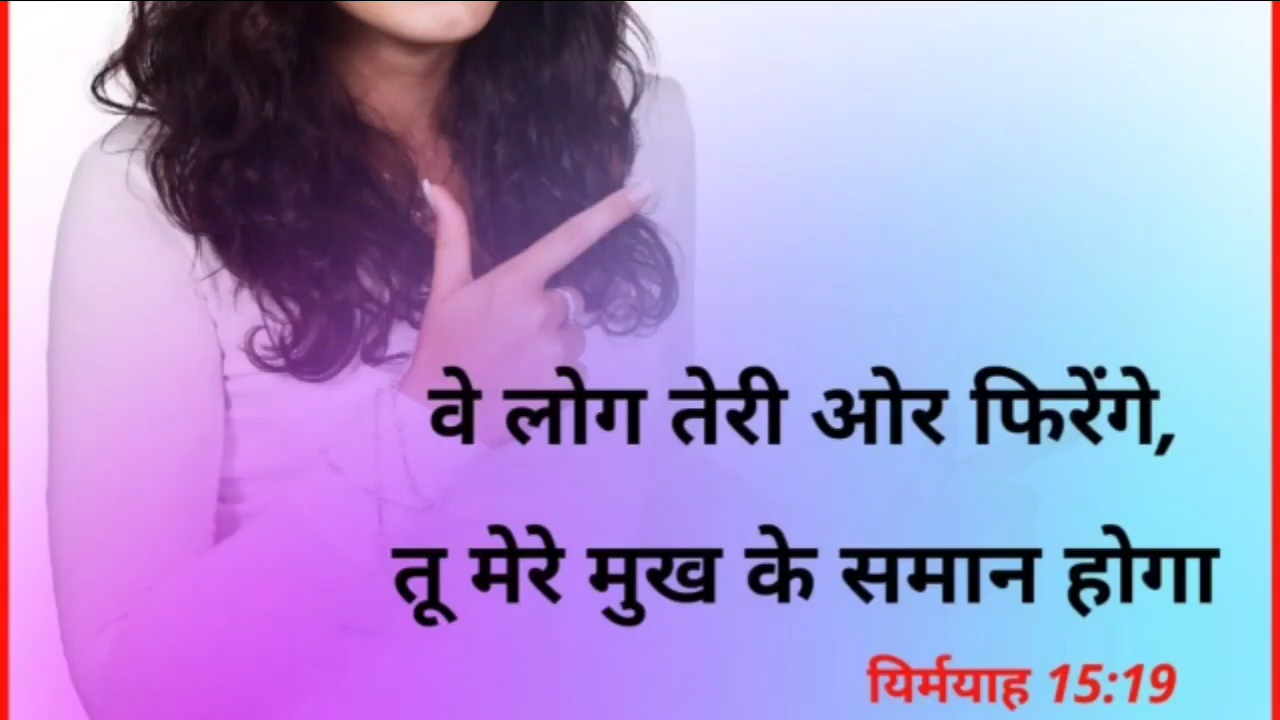 वे लोग तेरी ओर फिरेंगे,
तू मेरे मुख के समान होगा
यिर्मयाह 15:19